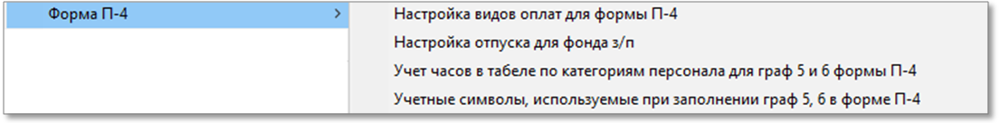 Форма П-4
Настройка видов оплат для формы П-4
Настройка отпуска для фонда з/п
Учет часов в табеле по категориям персонала для граф 5 и 6 формы П-4
Учетные символы, используемые при заполнении граф 5, 6 в форме П-4